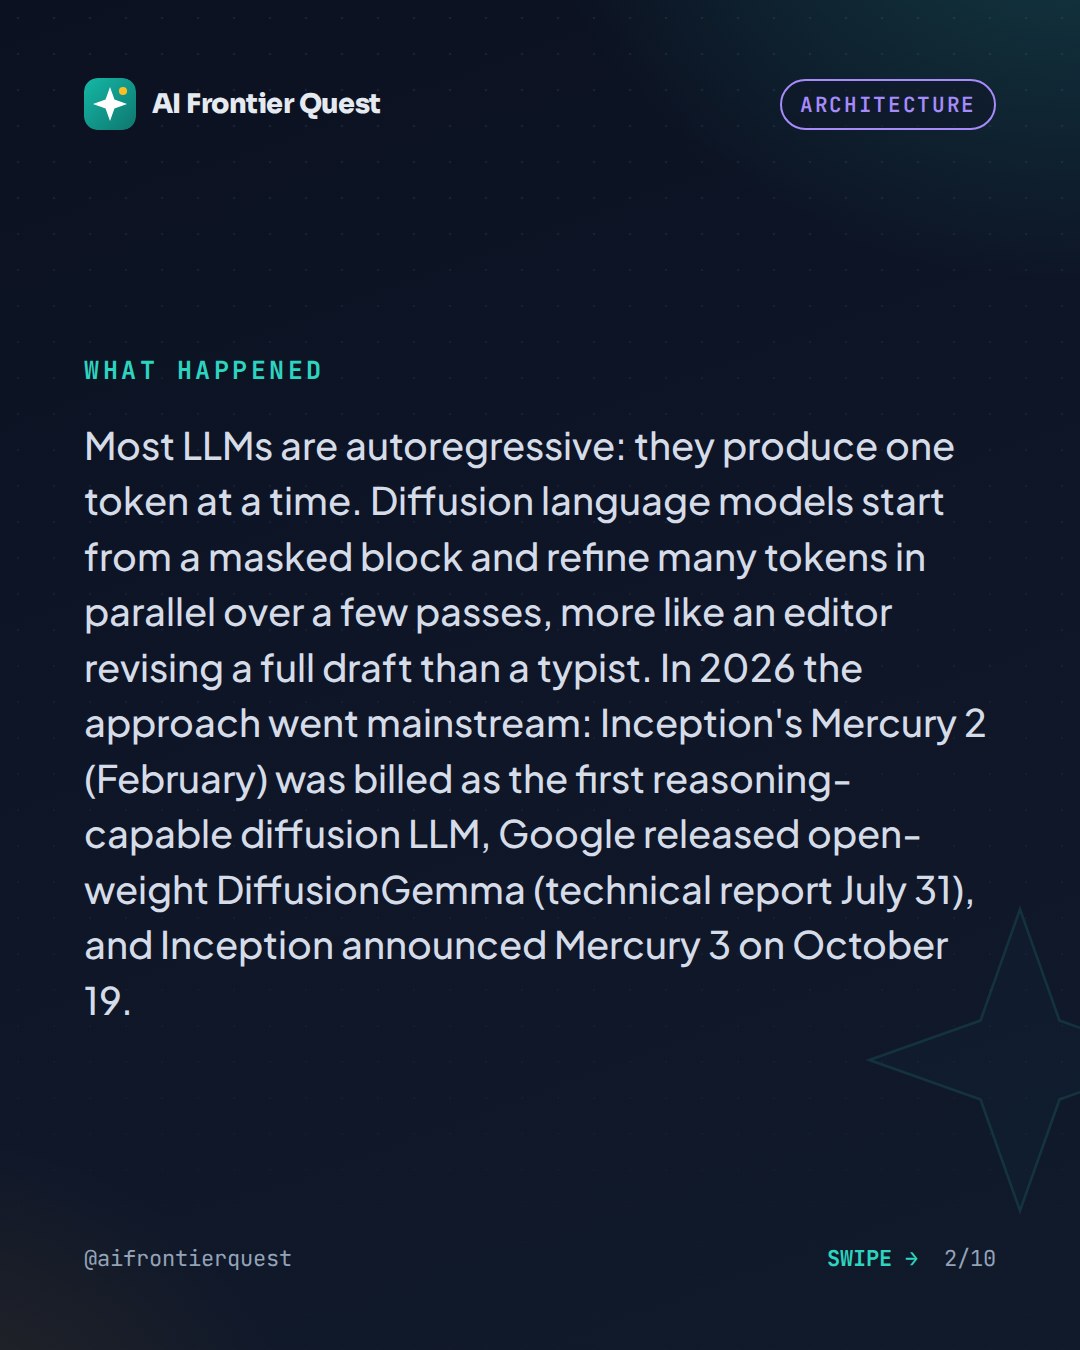 AI Frontier Quest
ARCHITECTURE
WHAT HAPPENED
Most LLMs are autoregressive: they produce one
token at a time. Diffusion language models start
from a masked block and refine many tokens in
parallel over a few passes, more like an editor
revising a full draft than a typist. In 2026 the
approach went mainstream: Inception's Mercury 2
(February) was billed as the first reasoning-
capable diffusion LLM, Google released open-
weight DiffusionGemma (technical report July 31),
and Inception announced Mercury 3 on October
19.
@aifrontierquest
SWIPE → 2/10